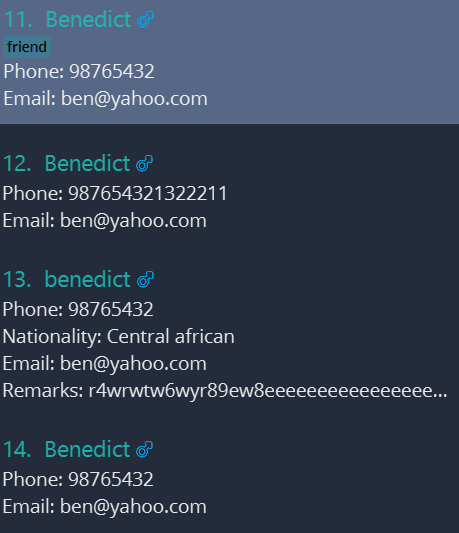 11. Benedict
friend
Phone: 98765432
Email: ben@yahoo.com
12. Benedict
Phone: 987654321322211
Email: ben@yahoo.com
13. benedict
Phone: 98765432
Nationality: Central african
Email: ben@yahoo.com
Remarks: r4wrwtw6wyr89ew8eeeeeeeeeeeeeeee...
14. Benedict
Phone: 98765432
Email: ben@yahoo.com